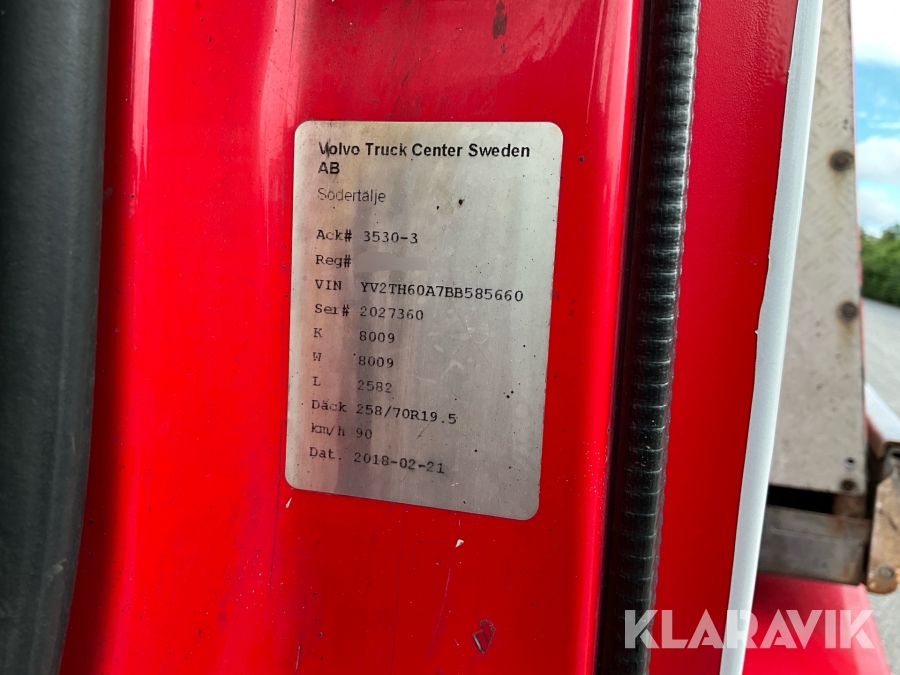 Volvo Truck Center Sweden
AB
Södertälje
Ack# 3530-3
Reg#
VIN YV2TH60A7BB585660
Ser# 2027360
K 8009
W 8009
L 2582
Däck 258/70R19.5
km/h 90
Dat. 2018-02-21
KLARAVIK